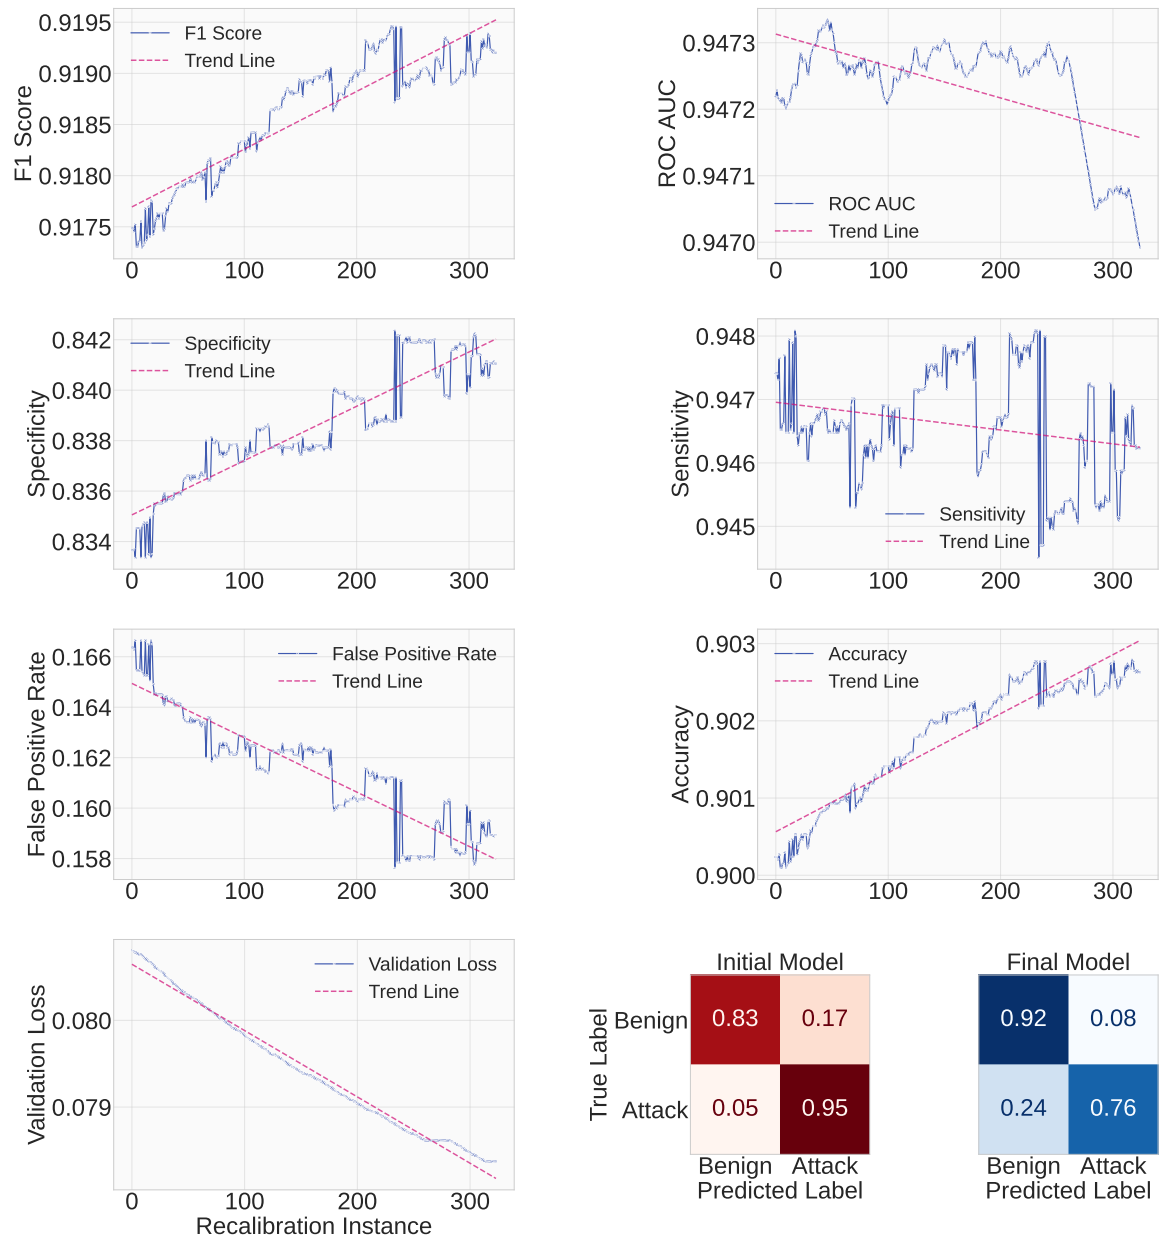 F1 Score
0.9195
0.9190
0.9185
0.9180
0.9175
F1 Score
Trend Line
0 100 200 300
ROC AUC
0.9473
0.9472
0.9471
0.9470
ROC AUC
Trend Line
0 100 200 300
Specificity
0.842
0.840
0.838
0.836
0.834
Specificity
Trend Line
0 100 200 300
Sensitivity
0.948
0.947
0.946
0.945
Sensitivity
Trend Line
0 100 200 300
False Positive Rate
0.166
0.164
0.162
0.160
0.158
False Positive Rate
Trend Line
0 100 200 300
Accuracy
0.903
0.902
0.901
0.900
Accuracy
Trend Line
0 100 200 300
Validation Loss
0.080
0.079
Validation Loss
Trend Line
0 100 200 300
Recalibration Instance
Initial Model
True Label
Benign 0.83 0.17
Attack 0.05 0.95
Benign Attack
Predicted Label
Final Model
0.92 0.08
0.24 0.76
Benign Attack
Predicted Label